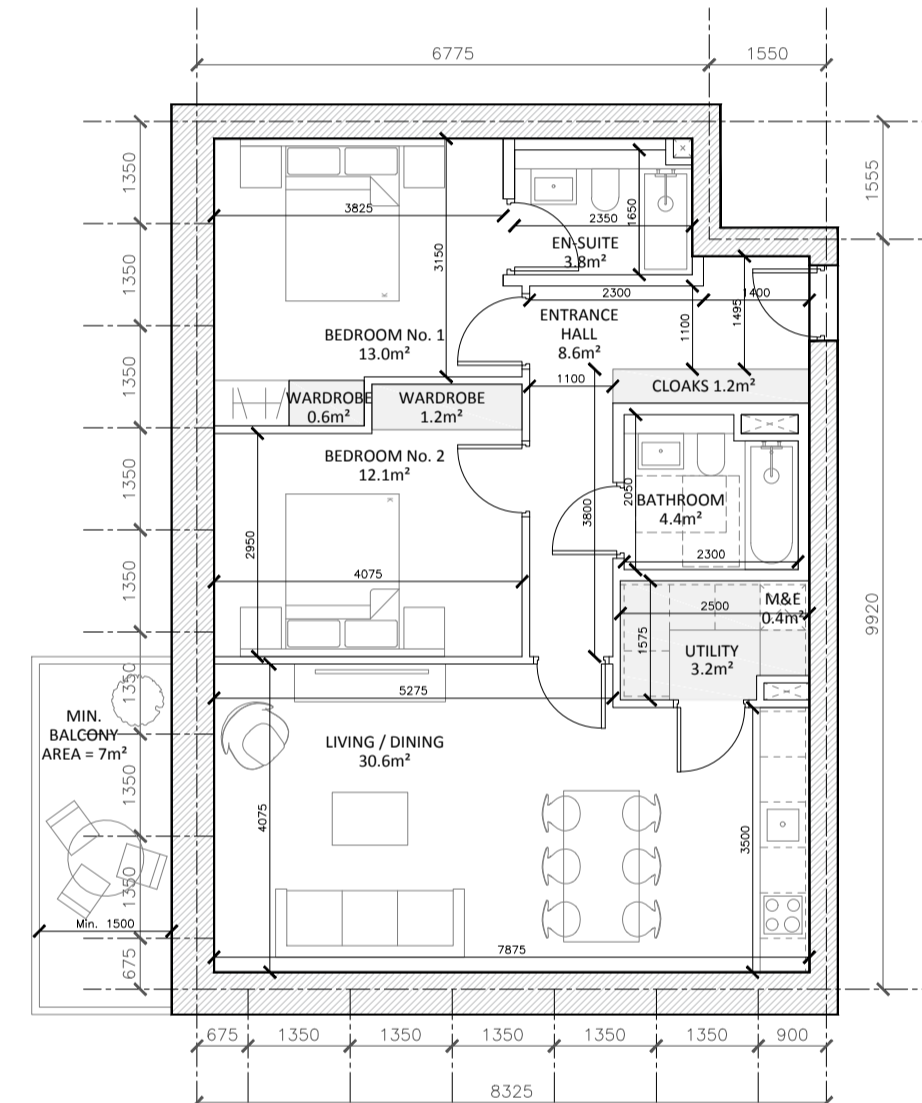 6775
1550
1350
1350
1350
1350
1350
1350
1350
1350
675
1555
9920
3825
3150
2350
1650
EN-SUITE
3.8m²
2300
1400
1495
1100
ENTRANCE
HALL
8.6m²
BEDROOM No. 1
13.0m²
1100
CLOAKS 1.2m²
WARDROBE
0.6m²
WARDROBE
1.2m²
BEDROOM No. 2
12.1m²
2950
4075
3800
2050
BATHROOM
4.4m²
2300
2500
M&E
0.4m²
1575
UTILITY
3.2m²
5275
MIN.
BALCONY
AREA = 7m²
LIVING / DINING
30.6m²
4075
3500
Min. 1500
7875
675
1350
1350
1350
1350
1350
900
8325